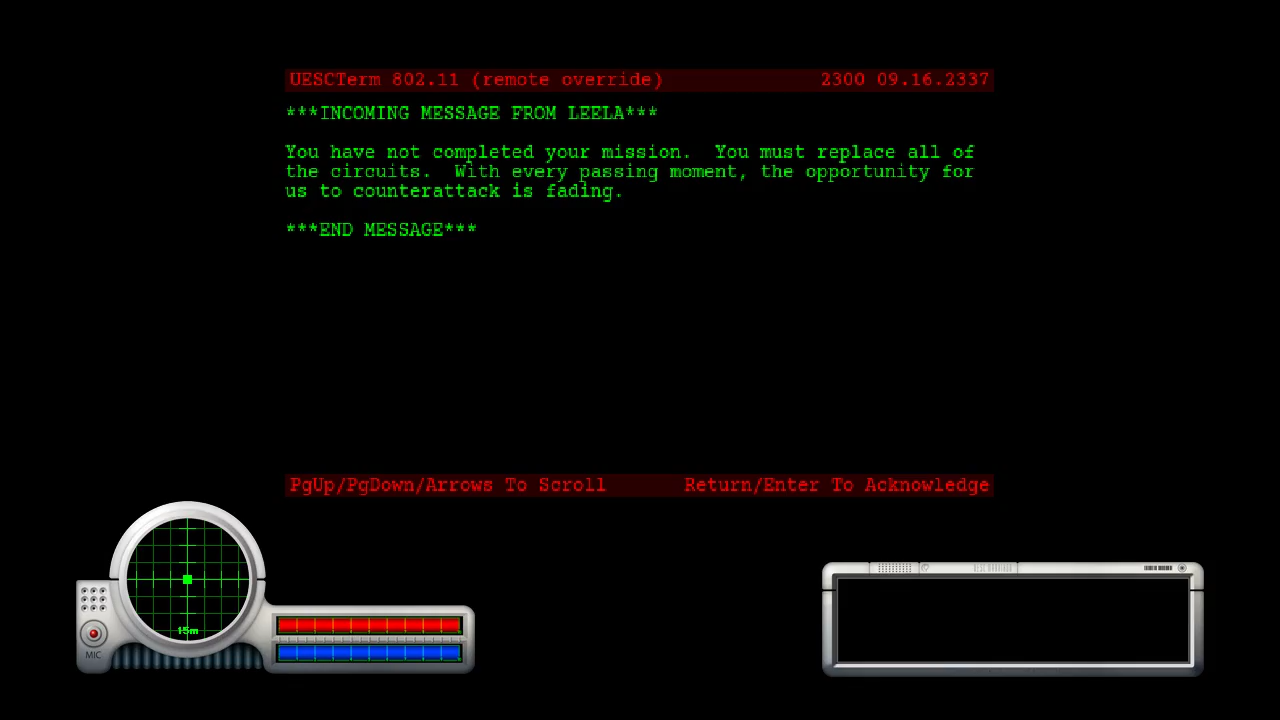 UESCTerm 802.11 (remote override) 2300 09.16.2337
***INCOMING MESSAGE FROM LEELA***
You have not completed your mission.  You must replace all of
the circuits.  With every passing moment, the opportunity for
us to counterattack is fading.
***END MESSAGE***
PgUp/PgDown/Arrows To Scroll Return/Enter To Acknowledge
15m
MIC